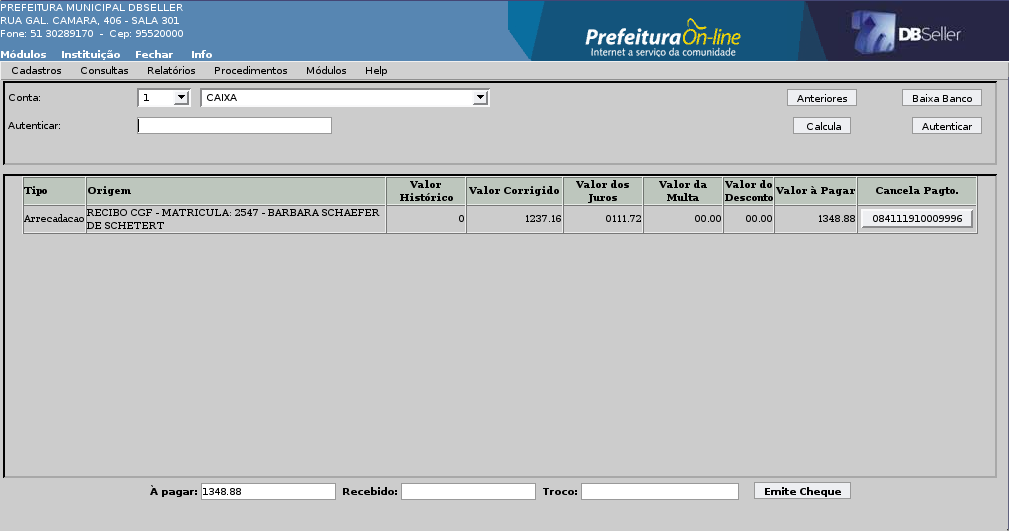 PREFEITURA MUNICIPAL DBSELLER
RUA GAL. CAMARA, 406 - SALA 301
Fone: 51 30289170 - Cep: 95520000
Prefeitura On-line
Internet a serviço da comunidade
DBSeller
Módulos Instituição Fechar Info
Cadastros Consultas Relatórios Procedimentos Módulos Help
Conta: 1 CAIXA Anteriores Baixa Banco
Autenticar: Calcula Autenticar
Tipo Origem Valor Histórico Valor Corrigido Valor dos Juros Valor da Multa Valor do Desconto Valor à Pagar Cancela Pagto.
Arrecadacao RECIBO CGF - MATRICULA: 2547 - BARBARA SCHAEFER DE SCHETERT 0 1237.16 0111.72 00.00 00.00 1348.88 084111910009996
À pagar: 1348.88 Recebido: Troco: Emite Cheque